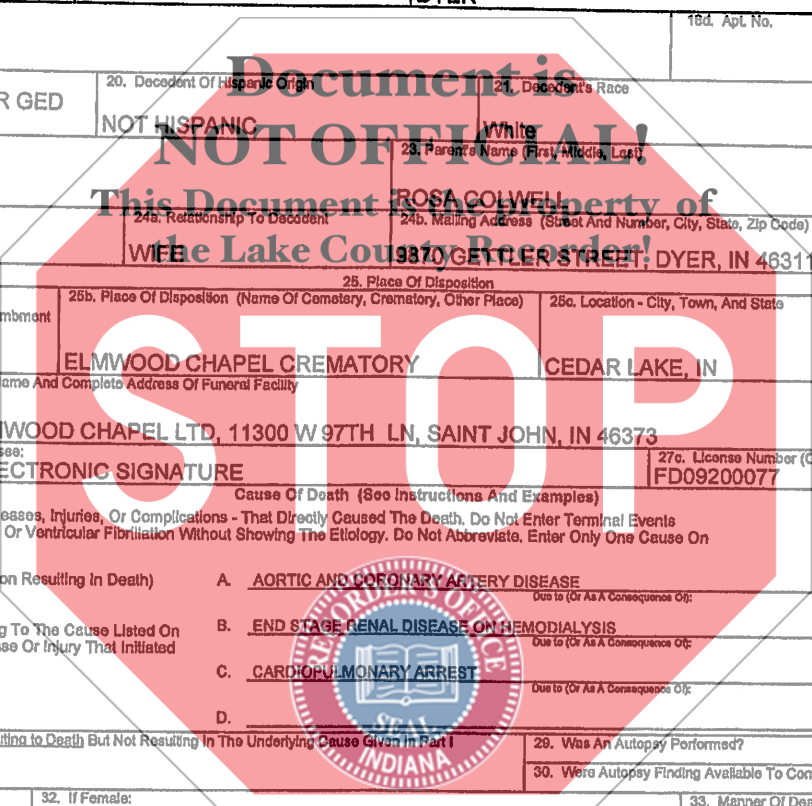 DYER
18d. Apt. No.
20. Decedent Of Hispanic Origin
21. Decedent's Race
R GED
NOT HISPANIC
White
Document is
NOT OFFICIAL!
This Document is the property of
the Lake County Recorder!
23. Parent's Name (First, Middle, Last)
ROSA COLWELL
24a. Relationship To Decedent
24b. Mailing Address (Street And Number, City, State, Zip Code)
WIFE
9870 GETTLER STREET, DYER, IN 46311
25. Place Of Disposition
25b. Place Of Disposition (Name Of Cemetery, Crematory, Other Place)
25c. Location - City, Town, And State
mbment
ELMWOOD CHAPEL CREMATORY
CEDAR LAKE, IN
ame And Complete Address Of Funeral Facility
WOOD CHAPEL LTD, 11300 W 97TH LN, SAINT JOHN, IN 46373
see:
27c. License Number (O
ECTRONIC SIGNATURE
FD09200077
STOP
Cause Of Death (See Instructions And Examples)
eases, Injuries, Or Complications - That Directly Caused The Death. Do Not Enter Terminal Events
Or Ventricular Fibrillation Without Showing The Etiology. Do Not Abbreviate. Enter Only One Cause On
on Resulting In Death)
A. AORTIC AND CORONARY ARTERY DISEASE
Due to (Or As A Consequence Of):
g To The Cause Listed On
B. END STAGE RENAL DISEASE ON HEMODIALYSIS
se Or Injury That Initiated
Due to (Or As A Consequence Of):
C. CARDIOPULMONARY ARREST
Due to (Or As A Consequence Of):
D.
RECORDER'S OFFICE
SEAL
INDIANA
uting to Death But Not Resulting In The Underlying Cause Given In Part I
29. Was An Autopsy Performed?
30. Were Autopsy Finding Available To Com
32. If Female:
33. Manner Of Dea